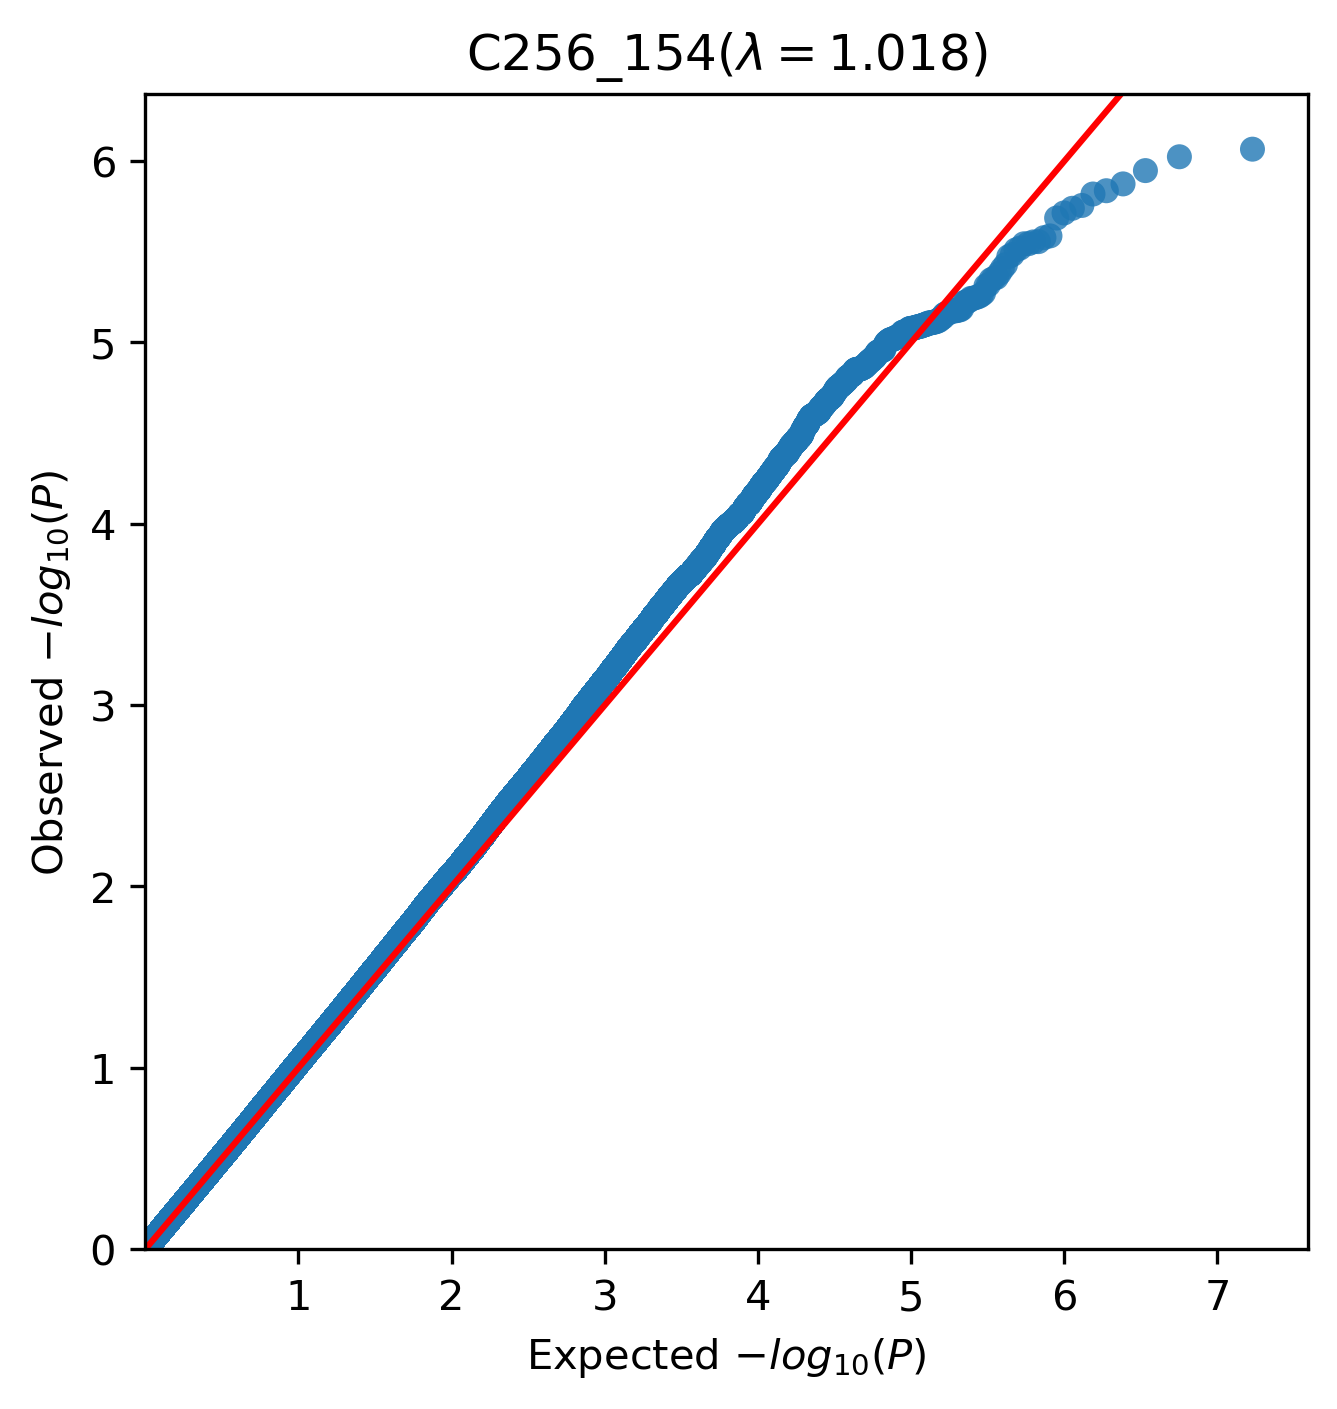 C256_154(λ = 1.018)
6
5
4
3
2
1
0
Observed −log₁₀(P)
1 2 3 4 5 6 7
Expected −log₁₀(P)